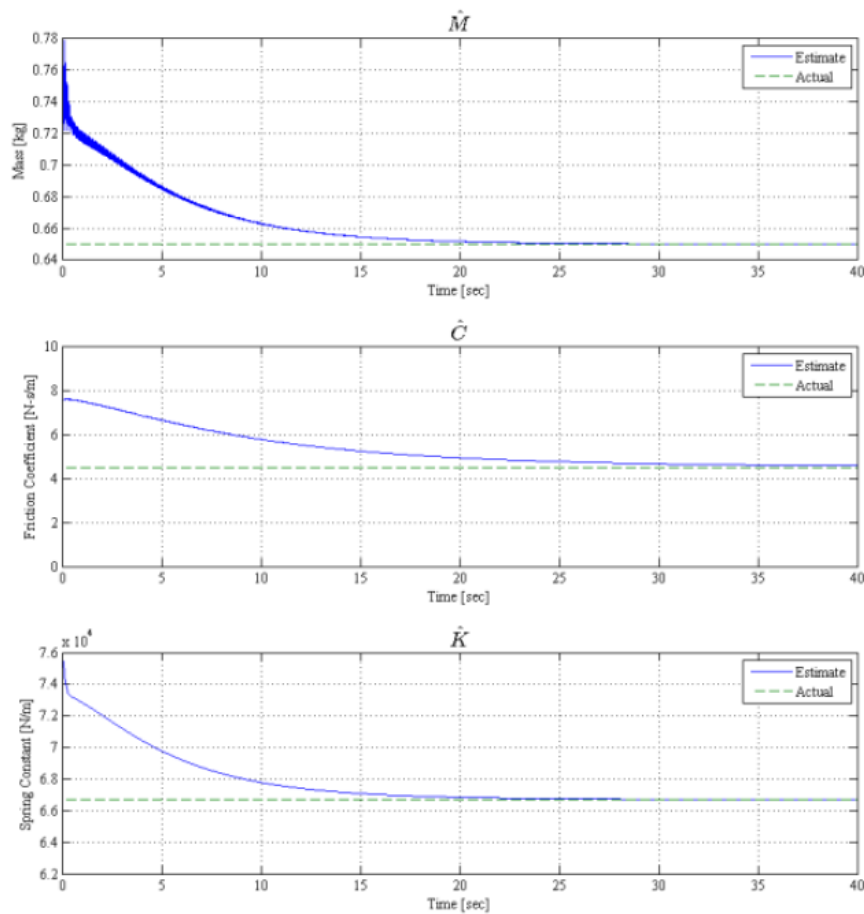 M̂
0.78
0.76
0.74
0.72
0.7
0.68
0.66
0.64
Mass [kg]
Estimate
Actual
0 5 10 15 20 25 30 35 40
Time [sec]
Ĉ
10
8
6
4
2
0
Friction Coefficient [N-s/m]
Estimate
Actual
0 5 10 15 20 25 30 35 40
Time [sec]
K̂
x 10⁴
7.6
7.4
7.2
7
6.8
6.6
6.4
6.2
Spring Constant [N/m]
Estimate
Actual
0 5 10 15 20 25 30 35 40
Time [sec]